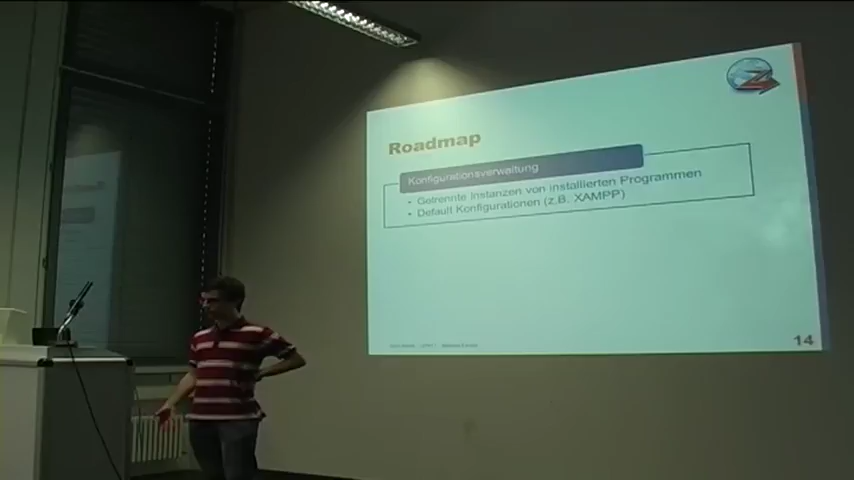 Roadmap
Konfigurationsverwaltung
• Getrennte Instanzen von installierten Programmen
• Default Konfigurationen (z.B. XAMPP)
14